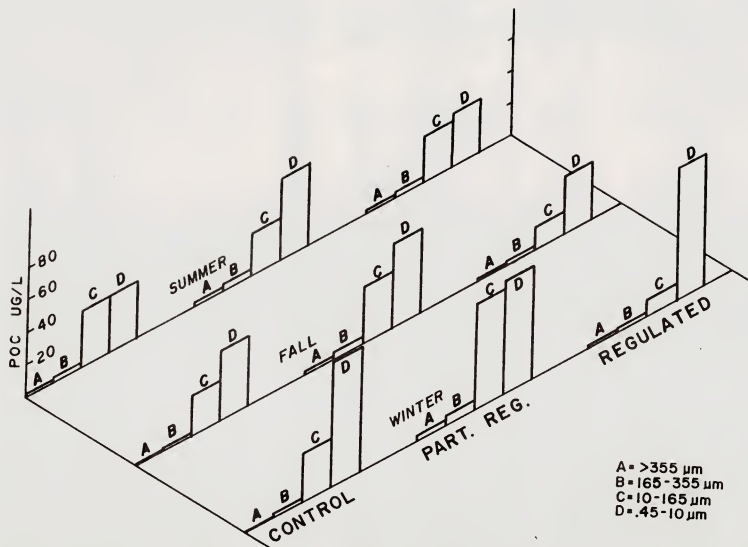 POC UG/L
80
60
40
20
A B C D
SUMMER
A B C D
A B C D
A B C D
FALL
A B C D
A B C D
A B C D
WINTER
A B C D
A B C D
CONTROL
PART. REG.
REGULATED
A = >355 µm
B = 165-355 µm
C = 10-165 µm
D = .45-10 µm